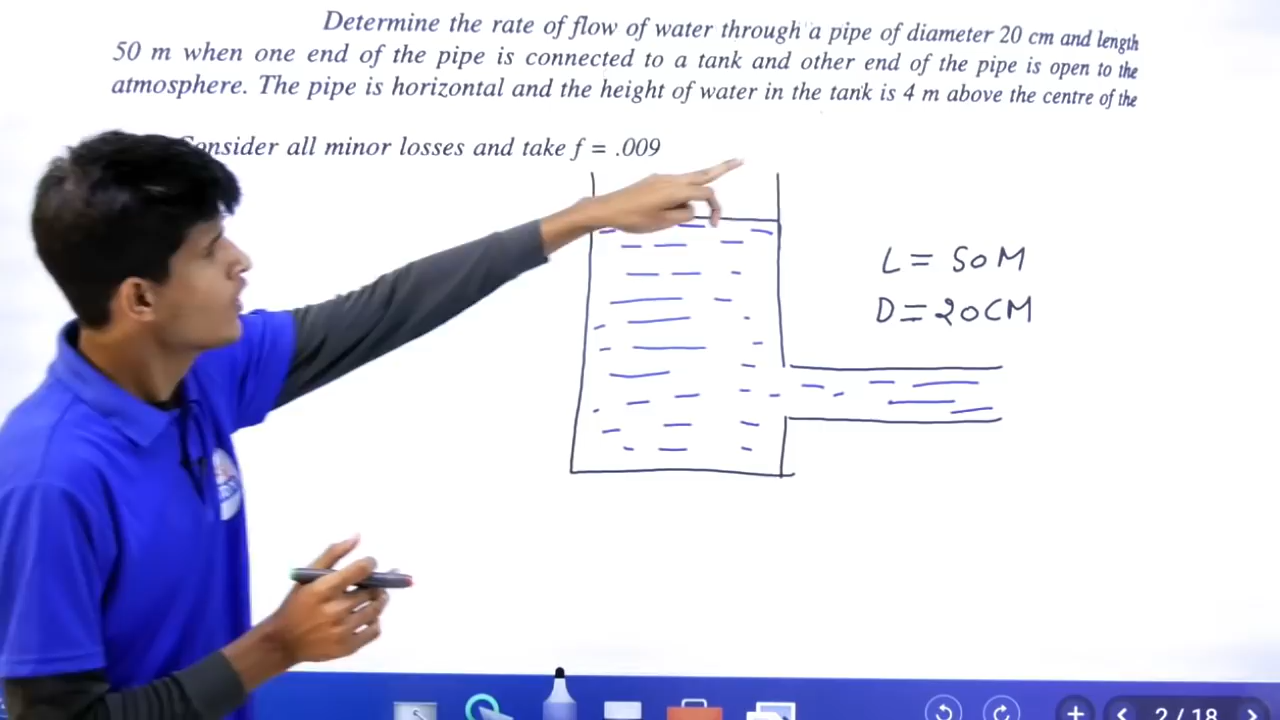 Determine the rate of flow of water through a pipe of diameter 20 cm and length
50 m when one end of the pipe is connected to a tank and other end of the pipe is open to the
atmosphere. The pipe is horizontal and the height of water in the tank is 4 m above the centre of the
Consider all minor losses and take f = .009
L = 50M
D = 20CM
2 / 18